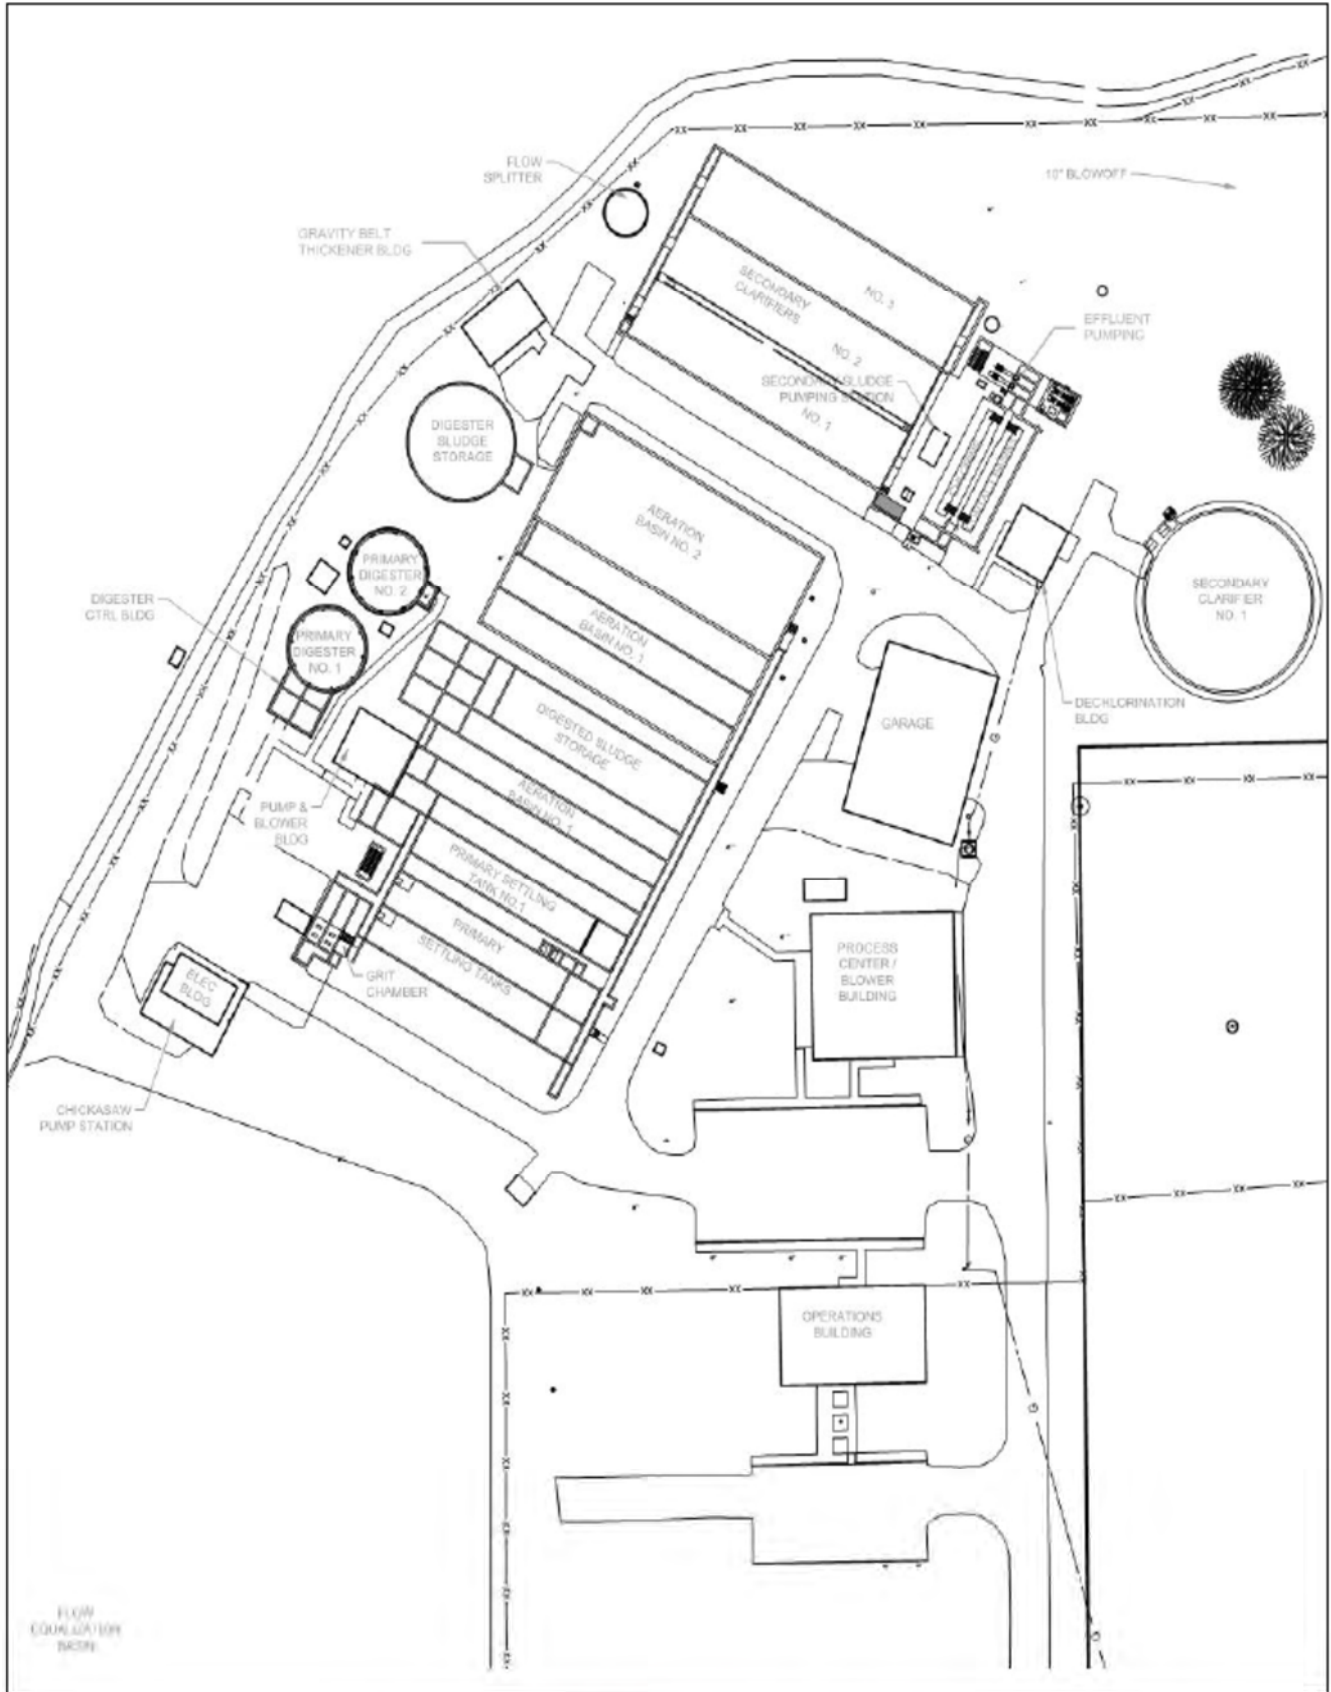 FLOW
SPLITTER
10" BLOWOFF
GRAVITY BELT
THICKENER BLDG
SECONDARY
CLARIFIERS
NO. 3
NO. 2
NO. 1
EFFLUENT
PUMPING
SECONDARY SLUDGE
PUMPING STATION
DIGESTER
SLUDGE
STORAGE
AERATION
BASIN NO. 2
PRIMARY
DIGESTER
NO. 2
DIGESTER
CTRL BLDG
PRIMARY
DIGESTER
NO. 1
AERATION
BASIN NO. 1
SECONDARY
CLARIFIER
NO. 1
DECHLORINATION
BLDG
GARAGE
DIGESTED SLUDGE
STORAGE
AERATION
BASIN NO. 1
PUMP &
BLOWER
BLDG
PRIMARY SETTLING
TANK NO.1
PRIMARY
SETTLING TANKS
GRIT
CHAMBER
ELEC
BLDG
PROCESS
CENTER /
BLOWER
BUILDING
CHICKASAW
PUMP STATION
OPERATIONS
BUILDING
FLOW
EQUALIZATION
BASIN